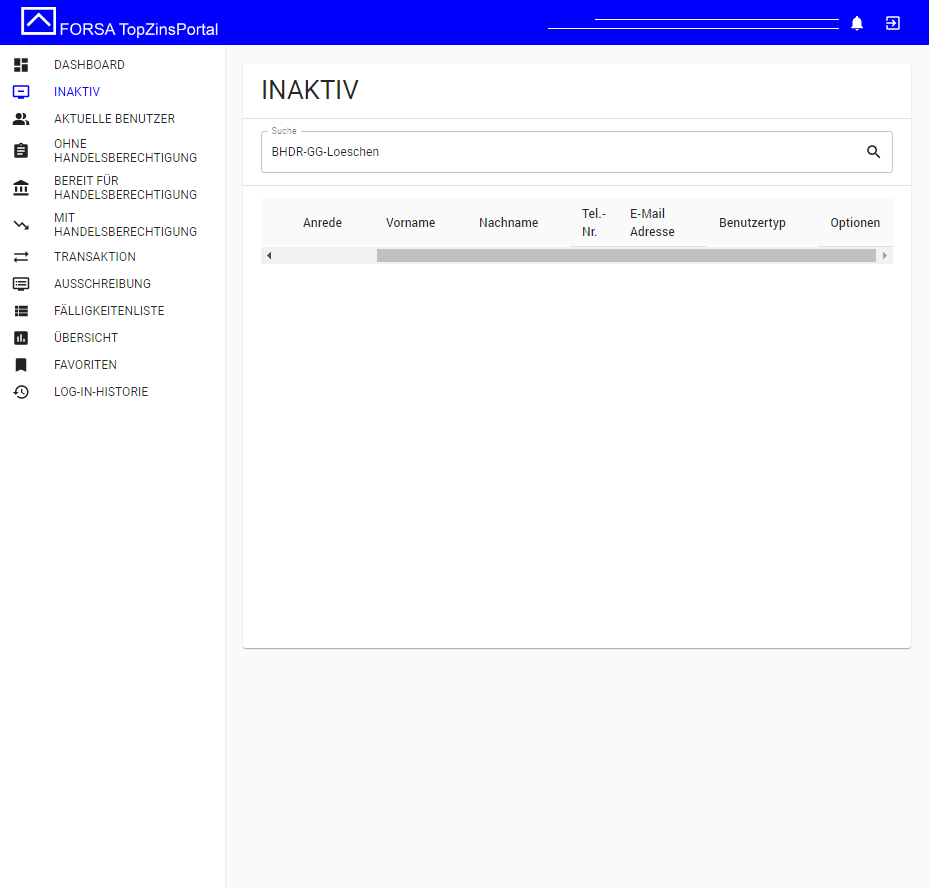 FORSA TopZinsPortal
DASHBOARD
INAKTIV
AKTUELLE BENUTZER
OHNE
HANDELSBERECHTIGUNG
BEREIT FÜR
HANDELSBERECHTIGUNG
MIT
HANDELSBERECHTIGUNG
TRANSAKTION
AUSSCHREIBUNG
FÄLLIGKEITENLISTE
ÜBERSICHT
FAVORITEN
LOG-IN-HISTORIE
INAKTIV
Suche
BHDR-GG-Loeschen
Anrede Vorname Nachname Tel.- E-Mail Benutzertyp Optionen
Nr. Adresse